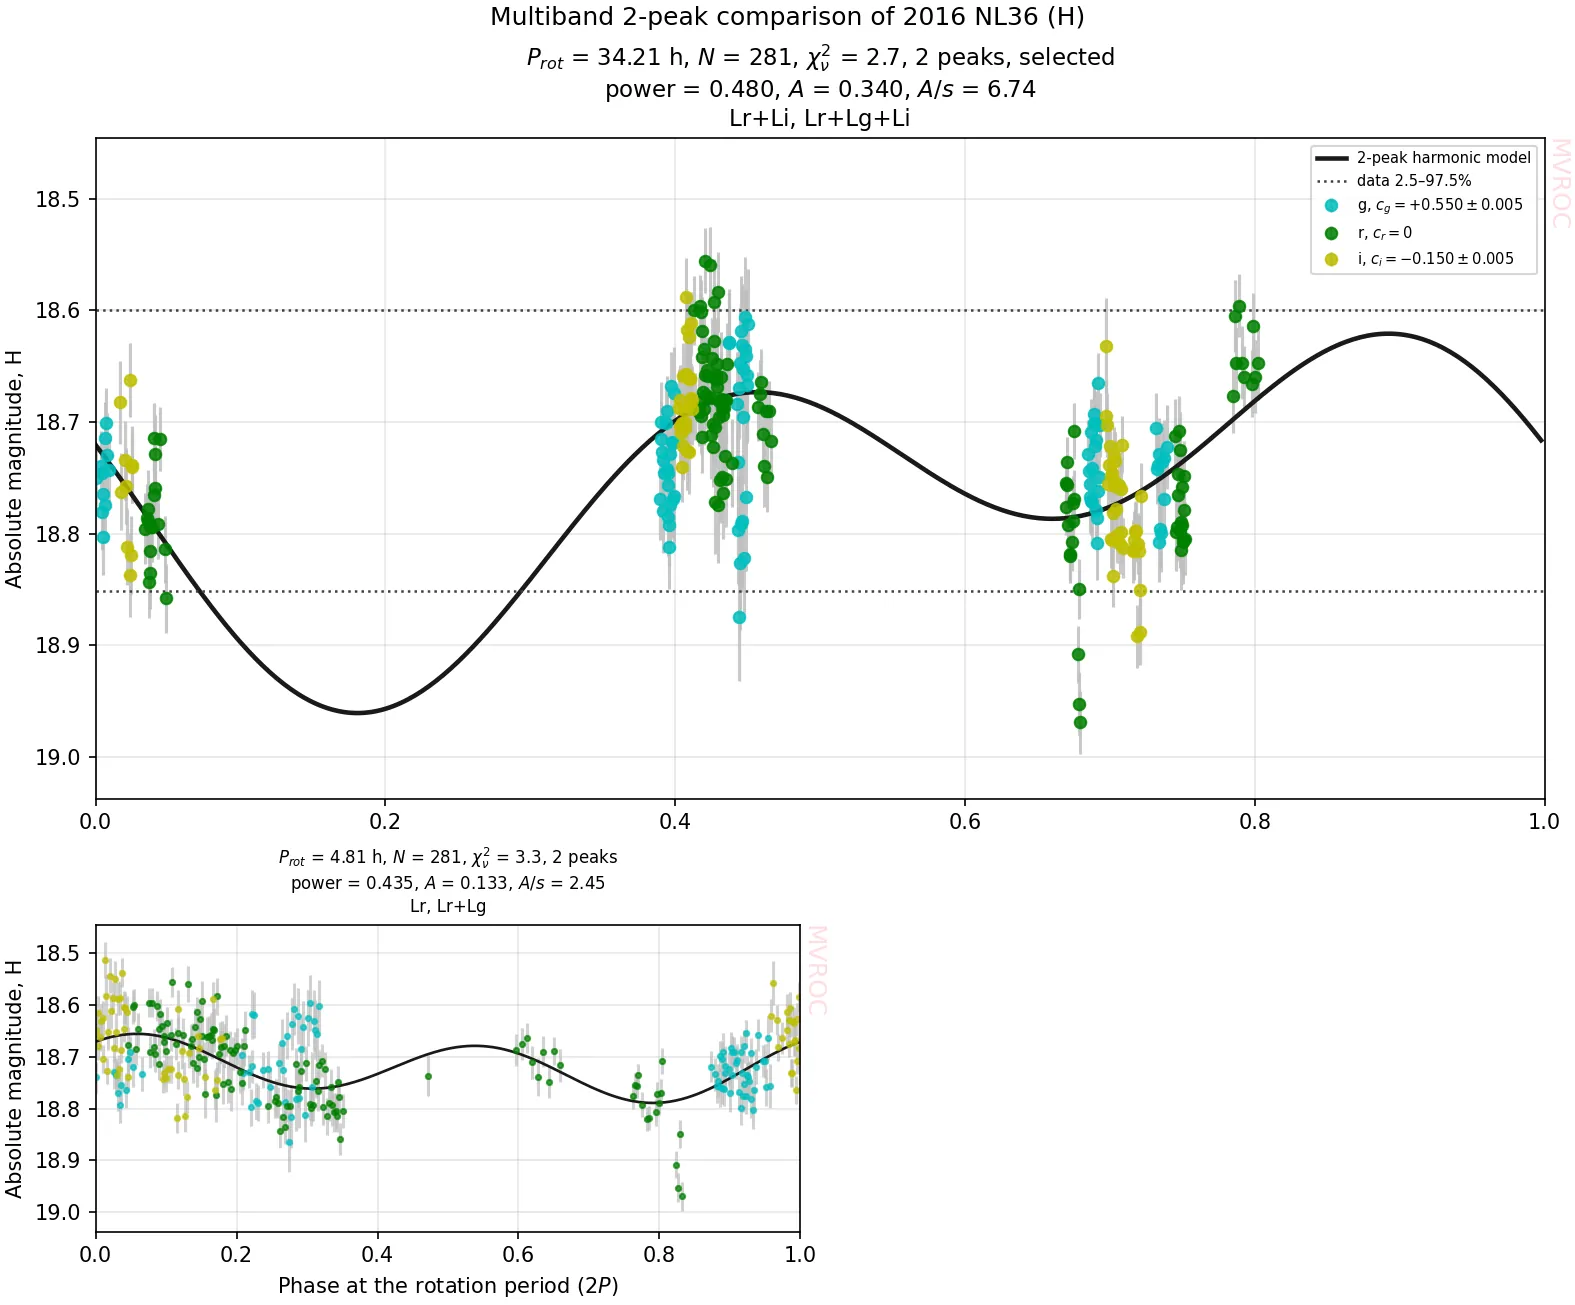 Multiband 2-peak comparison of 2016 NL36 (H)
P_rot = 34.21 h, N = 281, χ²_ν = 2.7, 2 peaks, selected
power = 0.480, A = 0.340, A/s = 6.74
Lr+Li, Lr+Lg+Li
MVROC
2-peak harmonic model
data 2.5–97.5%
g, c_g = +0.550 ± 0.005
r, c_r = 0
i, c_i = −0.150 ± 0.005
Absolute magnitude, H
18.5
18.6
18.7
18.8
18.9
19.0
0.0 0.2 0.4 0.6 0.8 1.0
P_rot = 4.81 h, N = 281, χ²_ν = 3.3, 2 peaks
power = 0.435, A = 0.133, A/s = 2.45
Lr, Lr+Lg
MVROC
Absolute magnitude, H
18.5
18.6
18.7
18.8
18.9
19.0
0.0 0.2 0.4 0.6 0.8 1.0
Phase at the rotation period (2P)